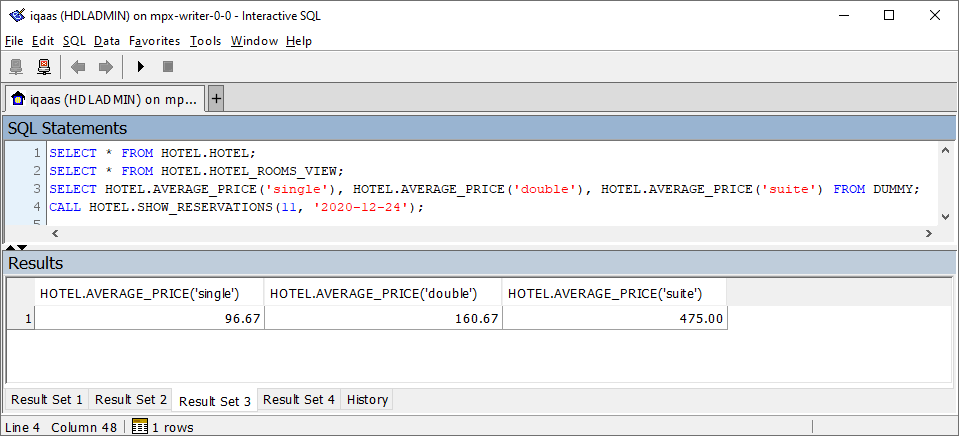 iqaas (HDLADMIN) on mpx-writer-0-0 - Interactive SQL
File Edit SQL Data Favorites Tools Window Help
iqaas (HDLADMIN) on mp... +
SQL Statements
1 SELECT * FROM HOTEL.HOTEL;
2 SELECT * FROM HOTEL.HOTEL_ROOMS_VIEW;
3 SELECT HOTEL.AVERAGE_PRICE('single'), HOTEL.AVERAGE_PRICE('double'), HOTEL.AVERAGE_PRICE('suite') FROM DUMMY;
4 CALL HOTEL.SHOW_RESERVATIONS(11, '2020-12-24');
5
Results
HOTEL.AVERAGE_PRICE('single') HOTEL.AVERAGE_PRICE('double') HOTEL.AVERAGE_PRICE('suite')
1 96.67 160.67 475.00
Result Set 1 Result Set 2 Result Set 3 Result Set 4 History
Line 4 Column 48 1 rows